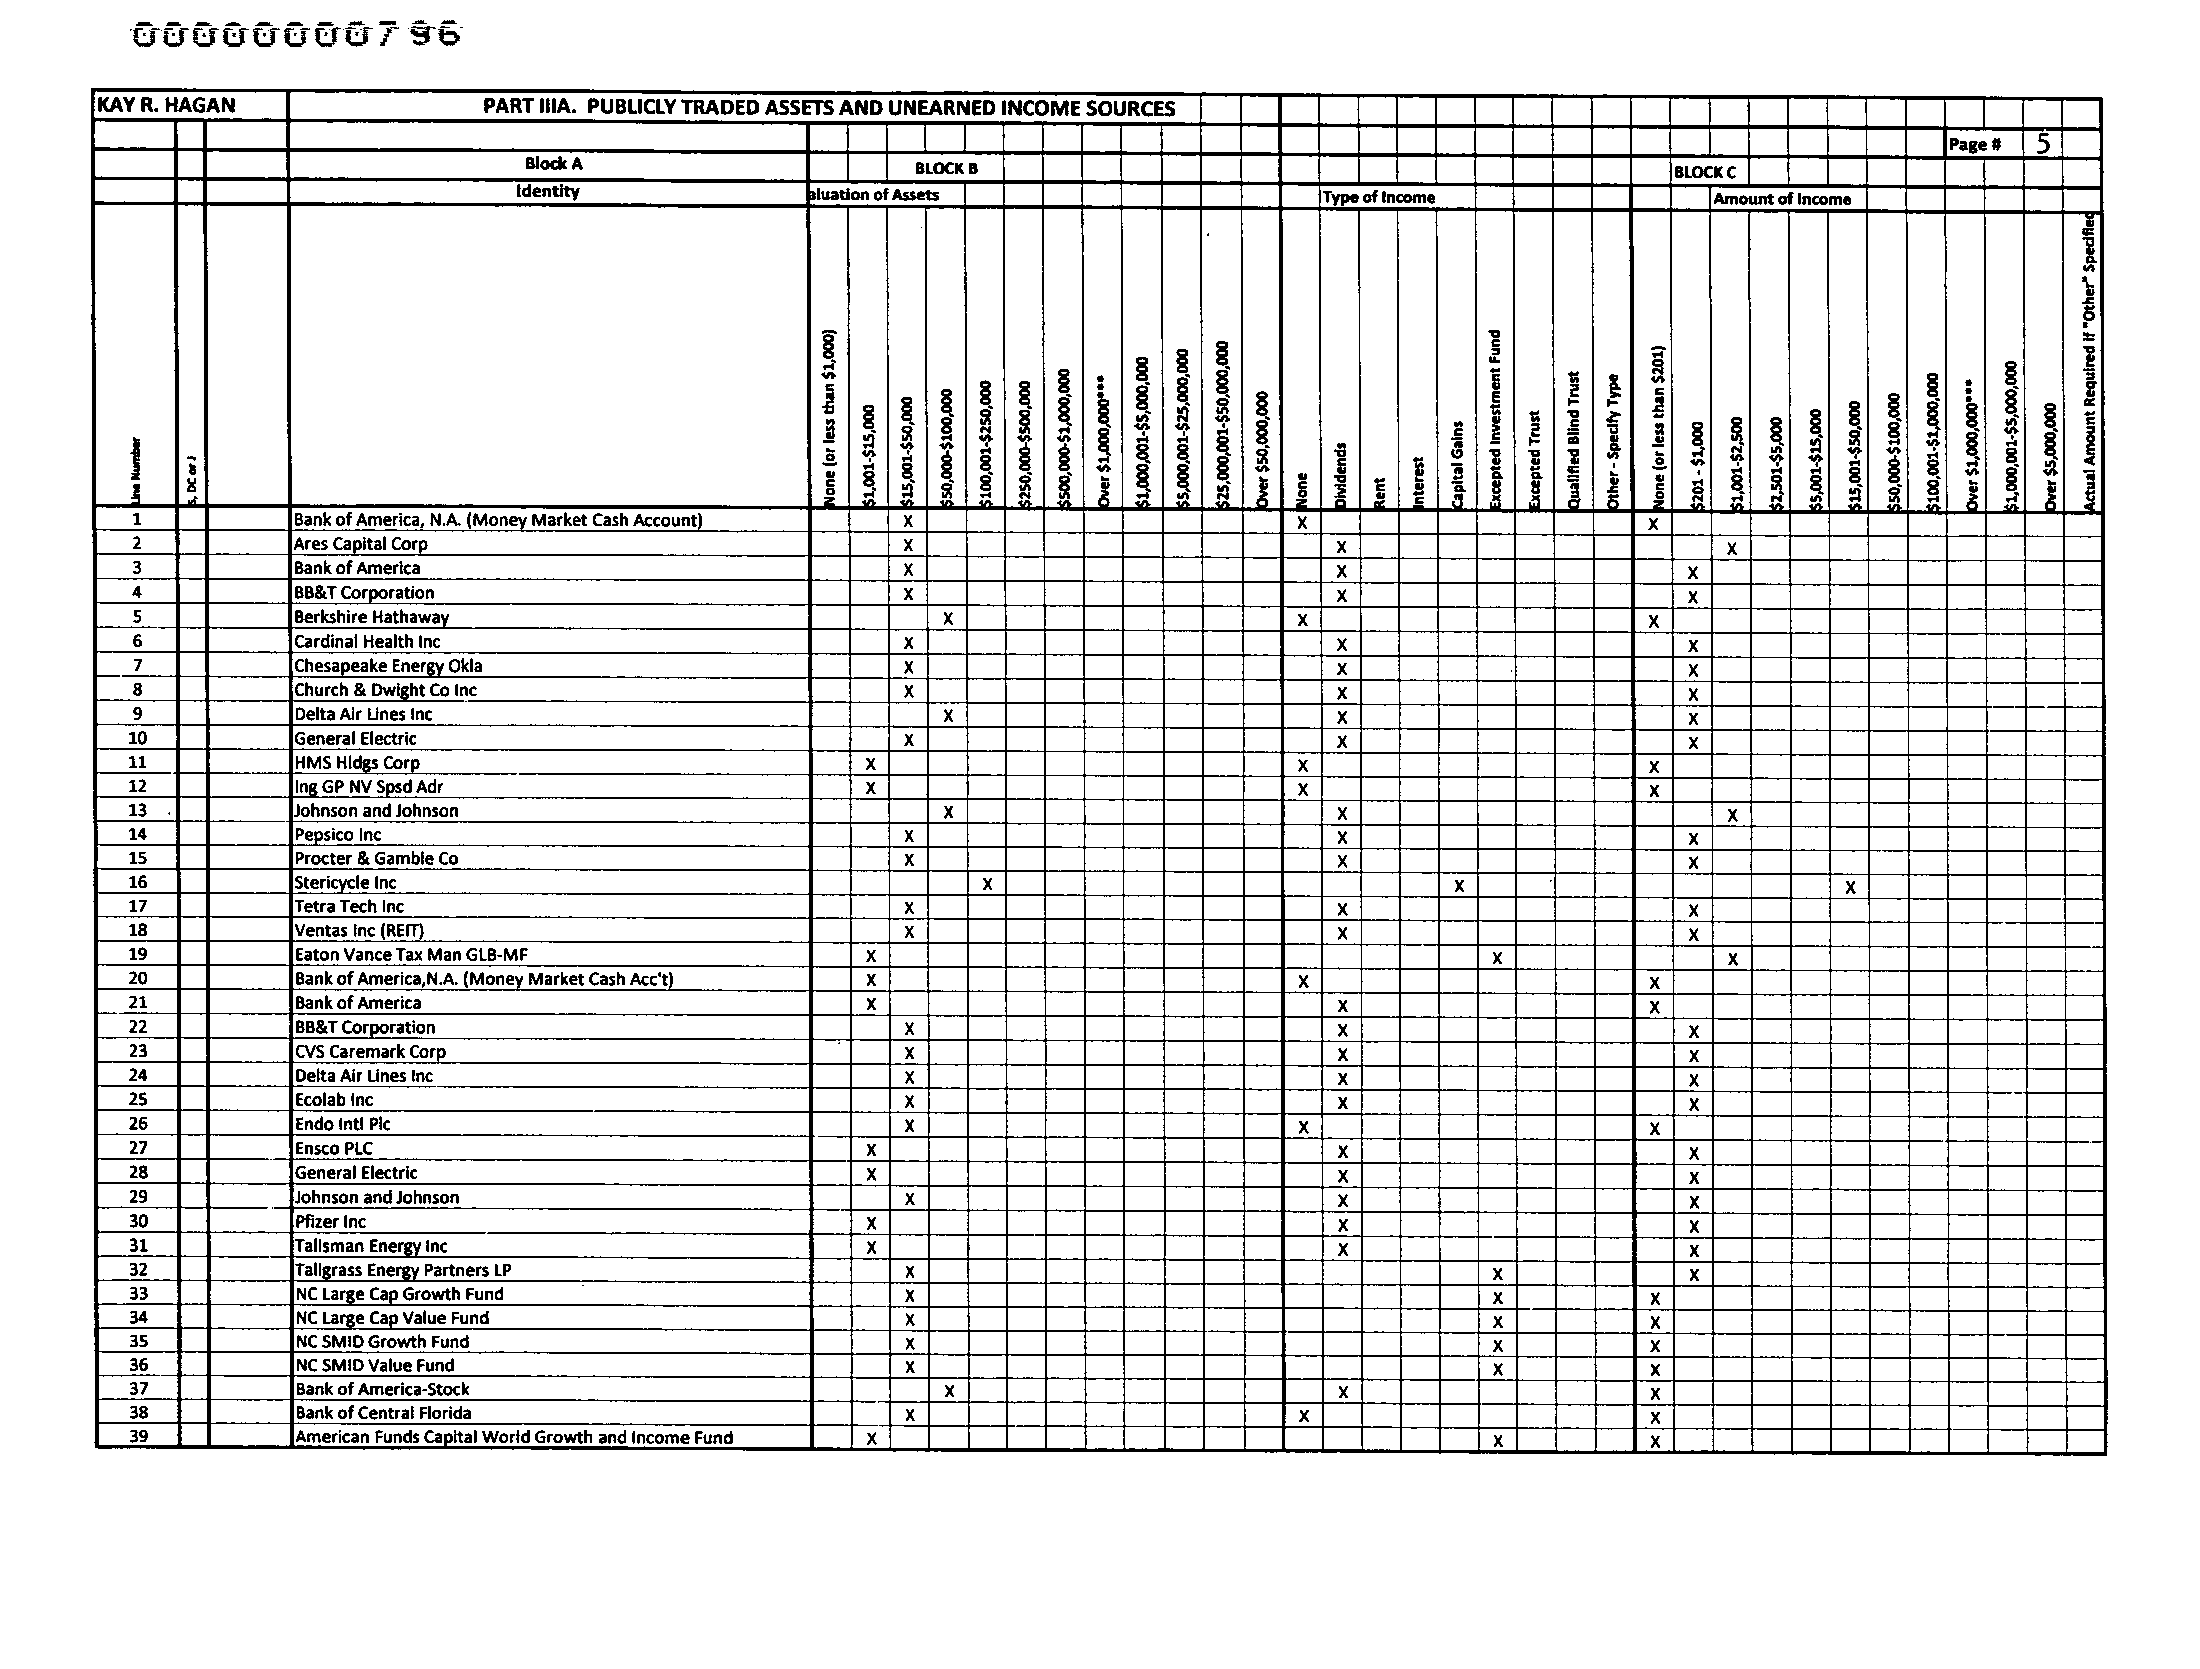 00000000796
KAY R. HAGAN PART IIIA. PUBLICLY TRADED ASSETS AND UNEARNED INCOME SOURCES
Page # 5
Block A BLOCK B BLOCK C
Identity aluation of Assets Type of Income Amount of Income
Line Number S, DC or J None (or less than $1,000) $1,001-$15,000 $15,001-$50,000 $50,000-$100,000 $100,001-$250,000 $250,000-$500,000 $500,000-$1,000,000 Over $1,000,000*** $1,000,001-$5,000,000 $5,000,001-$25,000,000 $25,000,001-$50,000,000 Over $50,000,000 None Dividends Rent Interest Capital Gains Excepted Investment Fund Excepted Trust Qualified Blind Trust Other - Specify Type None (or less than $201) $201 - $1,000 $1,001-$2,500 $2,501-$5,000 $5,001-$15,000 $15,001-$50,000 $50,000-$100,000 $100,001-$1,000,000 Over $1,000,000*** $1,000,001-$5,000,000 Over $5,000,000 Actual Amount Required if "Other" Specified
1 Bank of America, N.A. (Money Market Cash Account) X X X
2 Ares Capital Corp X X X
3 Bank of America X X X
4 BB&T Corporation X X X
5 Berkshire Hathaway X X X
6 Cardinal Health Inc X X X
7 Chesapeake Energy Okla X X X
8 Church & Dwight Co Inc X X X
9 Delta Air Lines Inc X X X
10 General Electric X X X
11 HMS Hldgs Corp X X X
12 Ing GP NV Spsd Adr X X X
13 Johnson and Johnson X X X
14 Pepsico Inc X X X
15 Procter & Gamble Co X X X
16 Stericycle Inc X X X
17 Tetra Tech Inc X X X
18 Ventas Inc (REIT) X X X
19 Eaton Vance Tax Man GLB-MF X X X
20 Bank of America,N.A. (Money Market Cash Acc't) X X X
21 Bank of America X X X
22 BB&T Corporation X X X
23 CVS Caremark Corp X X X
24 Delta Air Lines Inc X X X
25 Ecolab Inc X X X
26 Endo Intl Plc X X X
27 Ensco PLC X X X
28 General Electric X X X
29 Johnson and Johnson X X X
30 Pfizer Inc X X X
31 Talisman Energy Inc X X X
32 Tallgrass Energy Partners LP X X X
33 NC Large Cap Growth Fund X X X
34 NC Large Cap Value Fund X X X
35 NC SMID Growth Fund X X X
36 NC SMID Value Fund X X X
37 Bank of America-Stock X X X
38 Bank of Central Florida X X X
39 American Funds Capital World Growth and Income Fund X X X